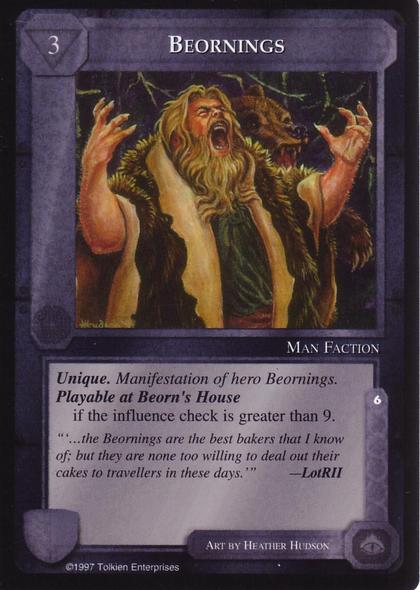 3
BEORNINGS
MAN FACTION
Unique. Manifestation of hero Beornings.
Playable at Beorn's House
if the influence check is greater than 9.
6
"'...the Beornings are the best bakers that I know
of; but they are none too willing to deal out their
cakes to travellers in these days.'" —LotRII
ART BY HEATHER HUDSON
©1997 Tolkien Enterprises